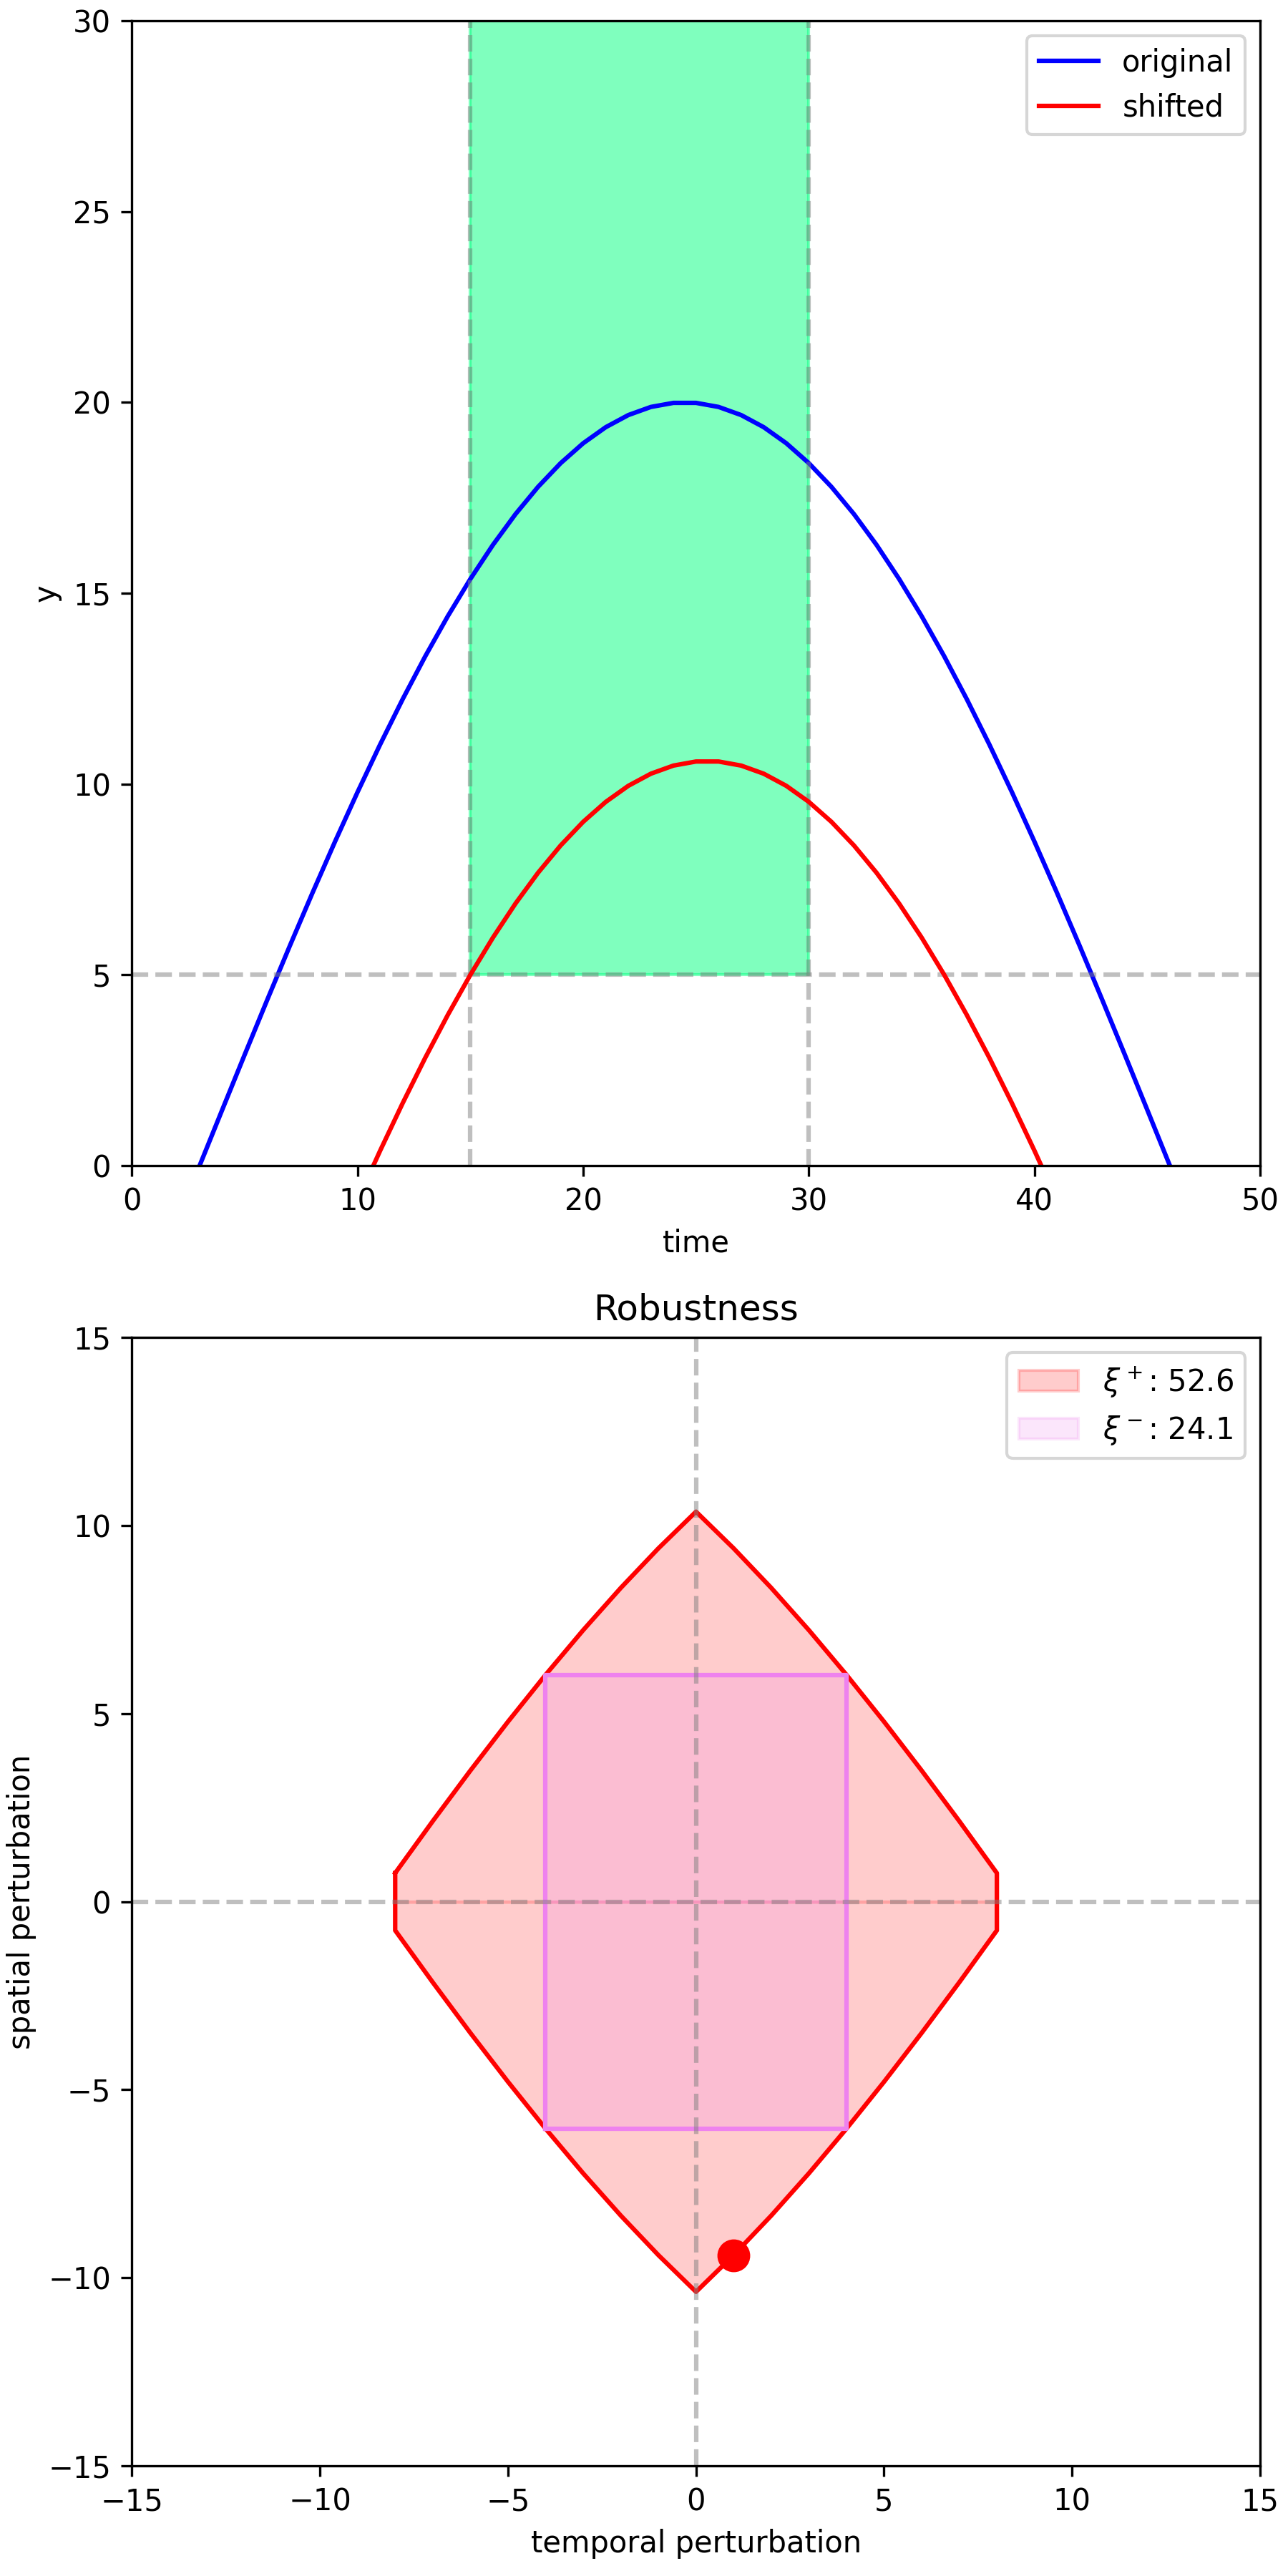 30
25
20
15
10
5
0
y
original
shifted
0 10 20 30 40 50
time
Robustness
15
10
5
0
−5
−10
−15
spatial perturbation
ξ⁺: 52.6
ξ⁻: 24.1
−15 −10 −5 0 5 10 15
temporal perturbation